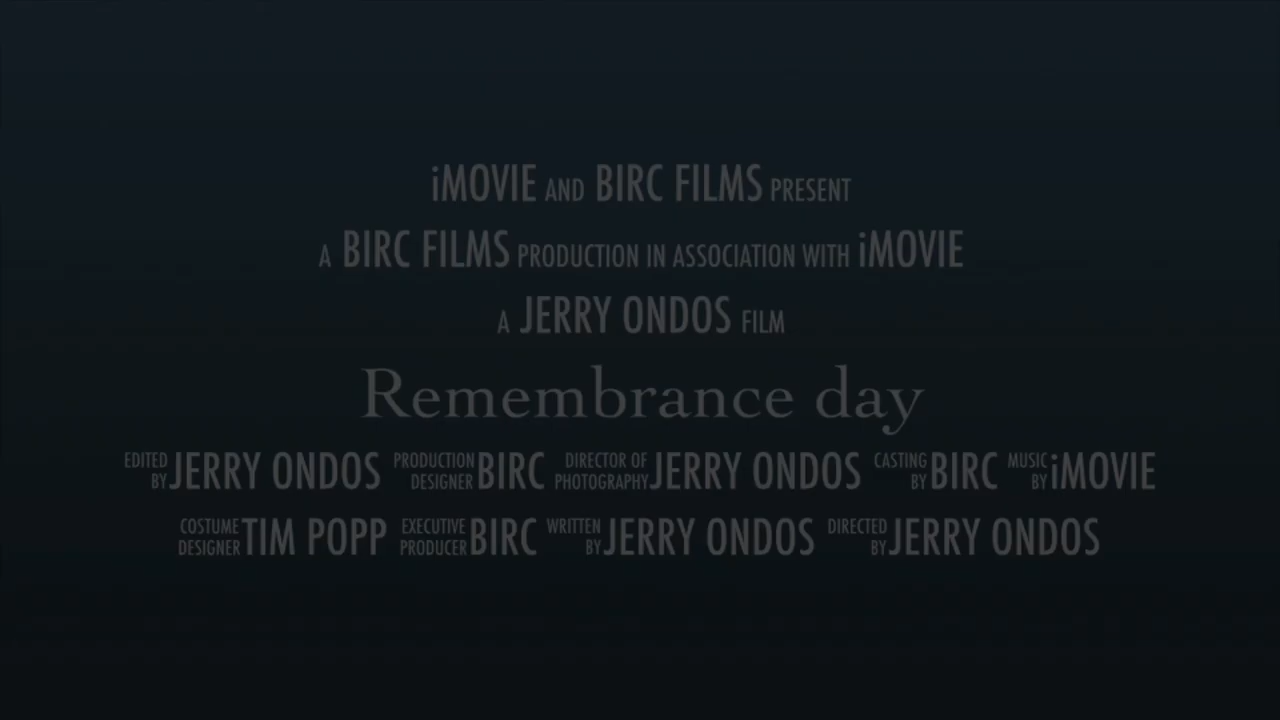 iMOVIE AND BIRC FILMS PRESENT
A BIRC FILMS PRODUCTION IN ASSOCIATION WITH iMOVIE
A JERRY ONDOS FILM
Remembrance day
EDITED BY JERRY ONDOS PRODUCTION DESIGNER BIRC DIRECTOR OF PHOTOGRAPHY JERRY ONDOS CASTING BY BIRC MUSIC BY iMOVIE
COSTUME DESIGNER TIM POPP EXECUTIVE PRODUCER BIRC WRITTEN BY JERRY ONDOS DIRECTED BY JERRY ONDOS